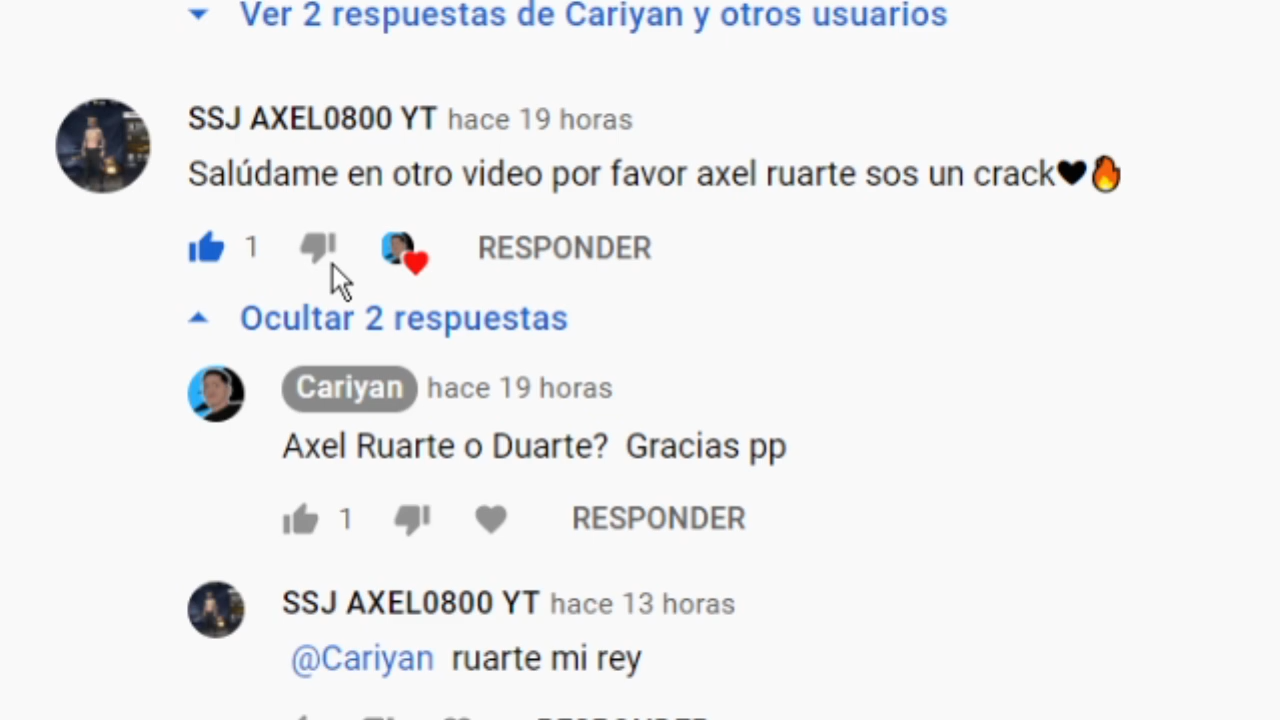 Ver 2 respuestas de Cariyan y otros usuarios
SSJ AXEL0800 YT hace 19 horas
Salúdame en otro video por favor axel ruarte sos un crack🖤🔥
1 RESPONDER
Ocultar 2 respuestas
Cariyan hace 19 horas
Axel Ruarte o Duarte? Gracias pp
1 RESPONDER
SSJ AXEL0800 YT hace 13 horas
@Cariyan ruarte mi rey
RESPONDER